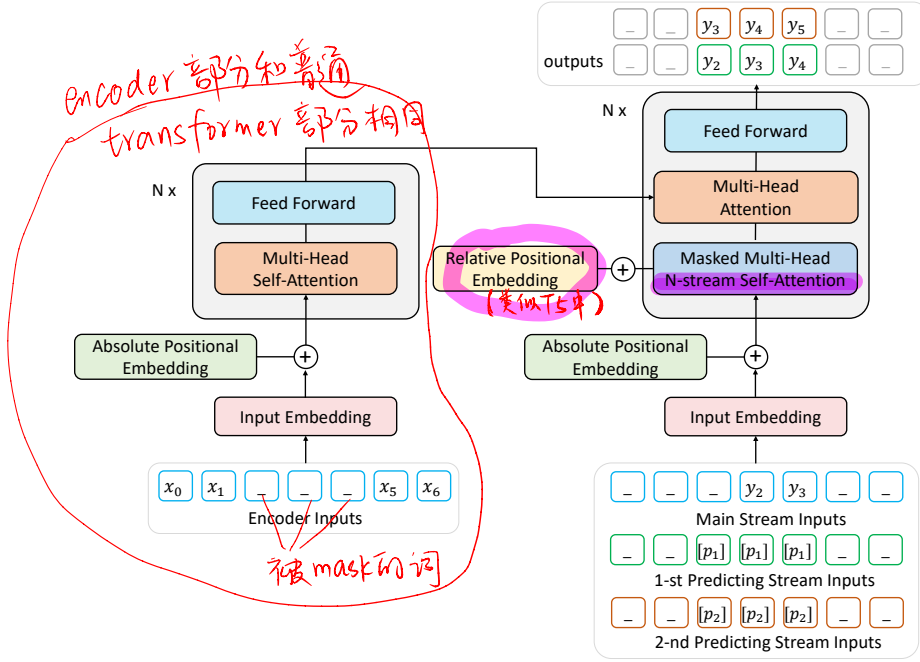 _ _ y3 y4 y5 _ _
outputs _ _ y2 y3 y4 _ _
encoder 部分和普通的
transformer 部分相同
N x
Feed Forward
Multi-Head
Self-Attention
Absolute Positional
Embedding
+
Input Embedding
x0 x1 _ _ _ x5 x6
Encoder Inputs
被mask的词
N x
Feed Forward
Multi-Head
Attention
Relative Positional
Embedding
(类似T5中)
+
Masked Multi-Head
N-stream Self-Attention
Absolute Positional
Embedding
+
Input Embedding
_ _ _ y2 y3 _ _
Main Stream Inputs
_ _ [p1] [p1] [p1] _ _
1-st Predicting Stream Inputs
_ _ [p2] [p2] [p2] _ _
2-nd Predicting Stream Inputs